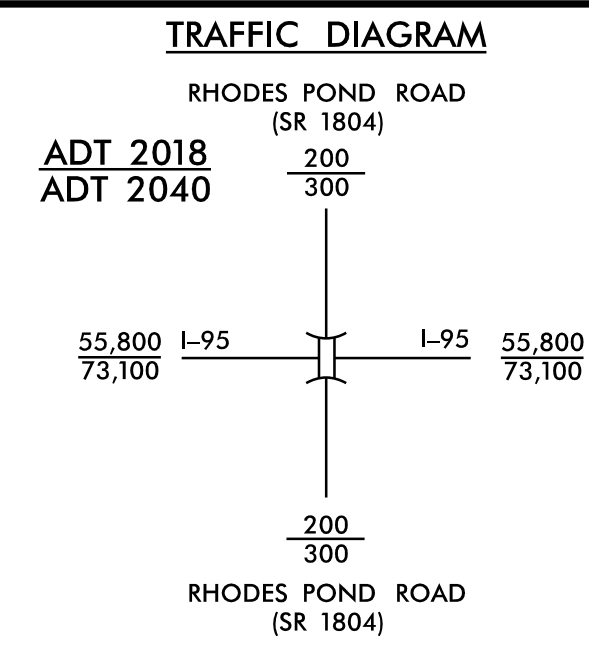 TRAFFIC DIAGRAM
RHODES POND ROAD
(SR 1804)
ADT 2018
ADT 2040
200
300
55,800
73,100
I–95
I–95
55,800
73,100
200
300
RHODES POND ROAD
(SR 1804)